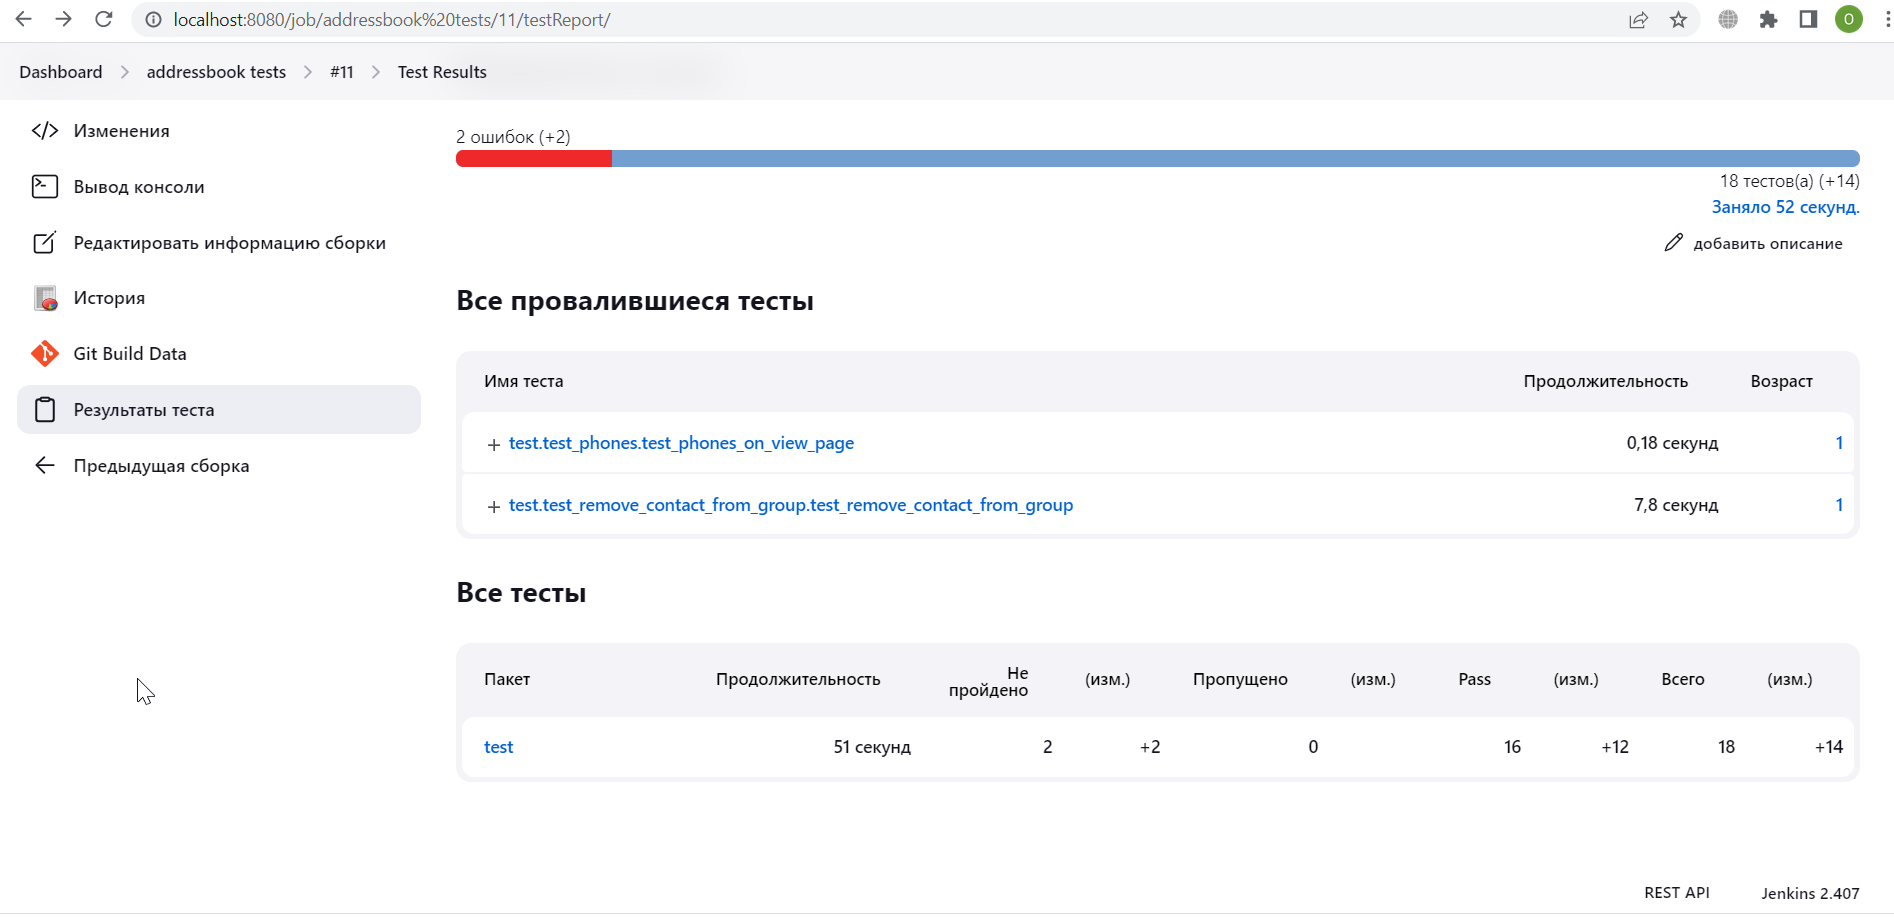 localhost:8080/job/addressbook%20tests/11/testReport/
O
Dashboard addressbook tests #11 Test Results
Изменения
Вывод консоли
Редактировать информацию сборки
История
Git Build Data
Результаты теста
Предыдущая сборка
2 ошибок (+2)
18 тестов(а) (+14)
Заняло 52 секунд.
добавить описание
Все провалившиеся тесты
Имя теста Продолжительность Возраст
test.test_phones.test_phones_on_view_page 0,18 секунд 1
test.test_remove_contact_from_group.test_remove_contact_from_group 7,8 секунд 1
Все тесты
Пакет Продолжительность Не пройдено (изм.) Пропущено (изм.) Pass (изм.) Всего (изм.)
test 51 секунд 2 +2 0 16 +12 18 +14
REST API Jenkins 2.407